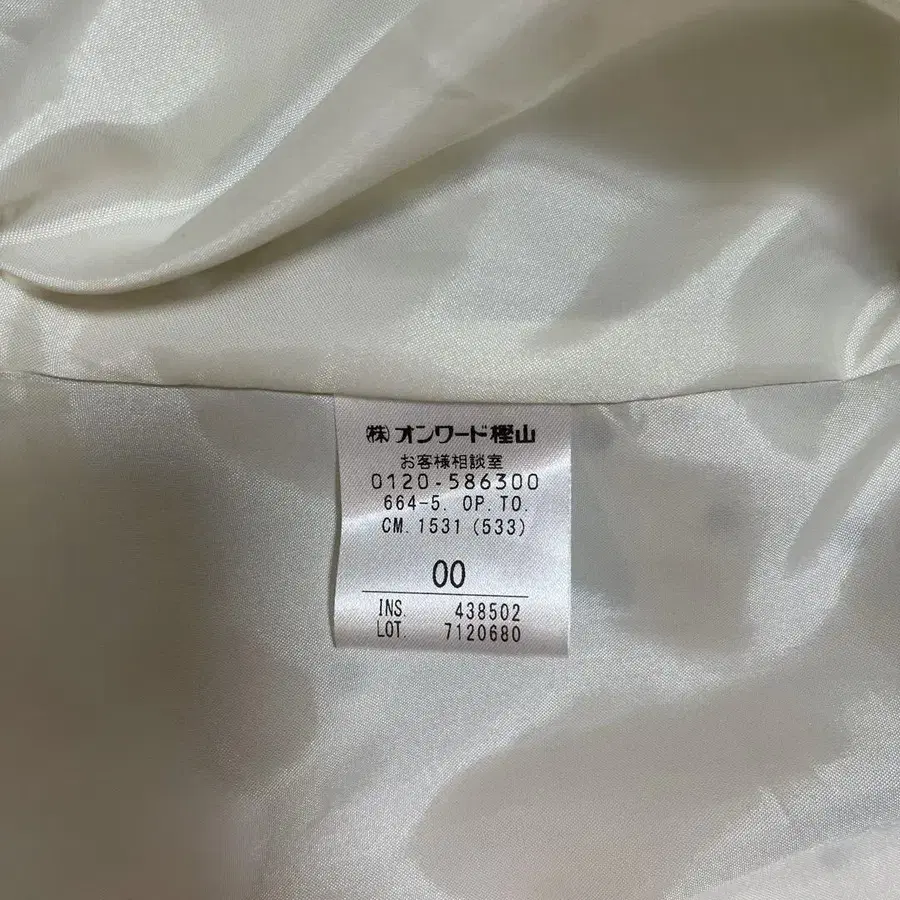 ㈱オンワード樫山
お客様相談室
0120-586300
664-5. OP. TO.
CM. 1531 (533)
00
INS. 438502
LOT. 7120680